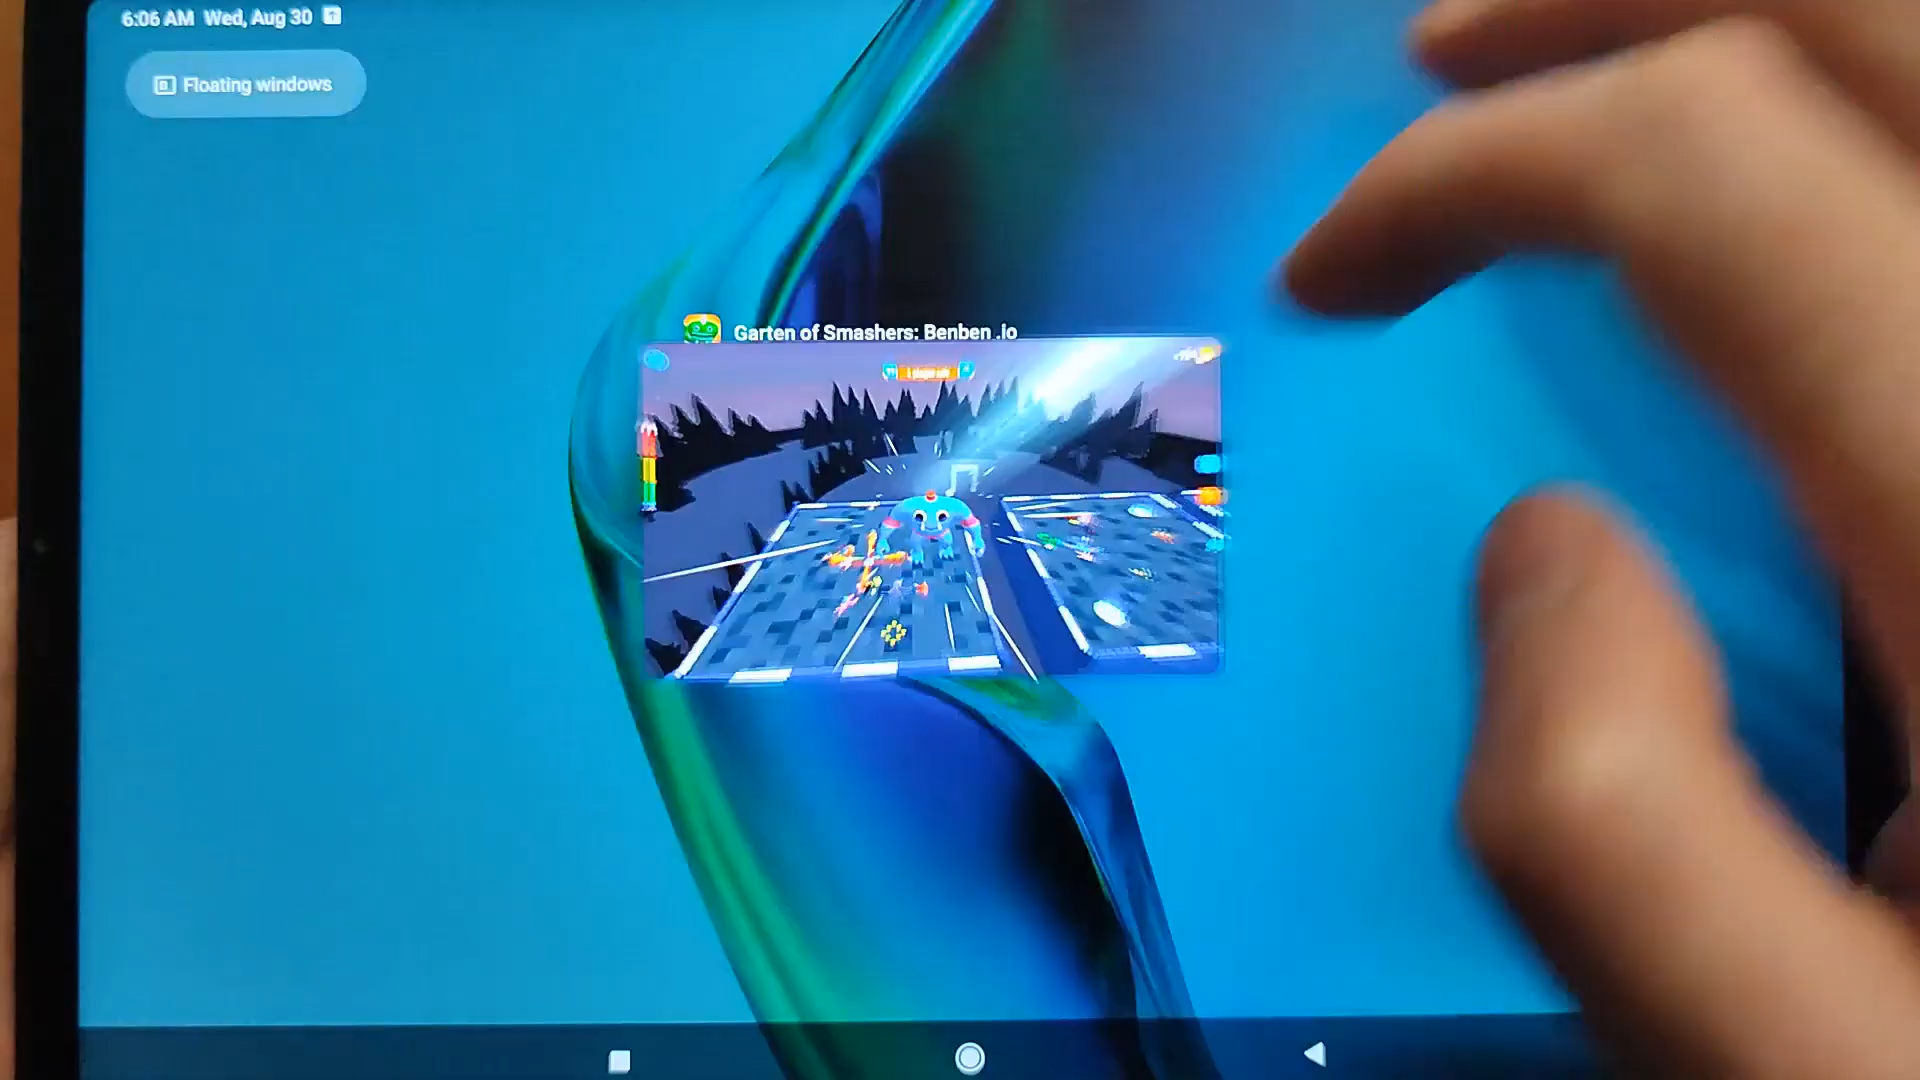 6:06 AM Wed, Aug 30
Floating windows
Garten of Smashers: Benben .io